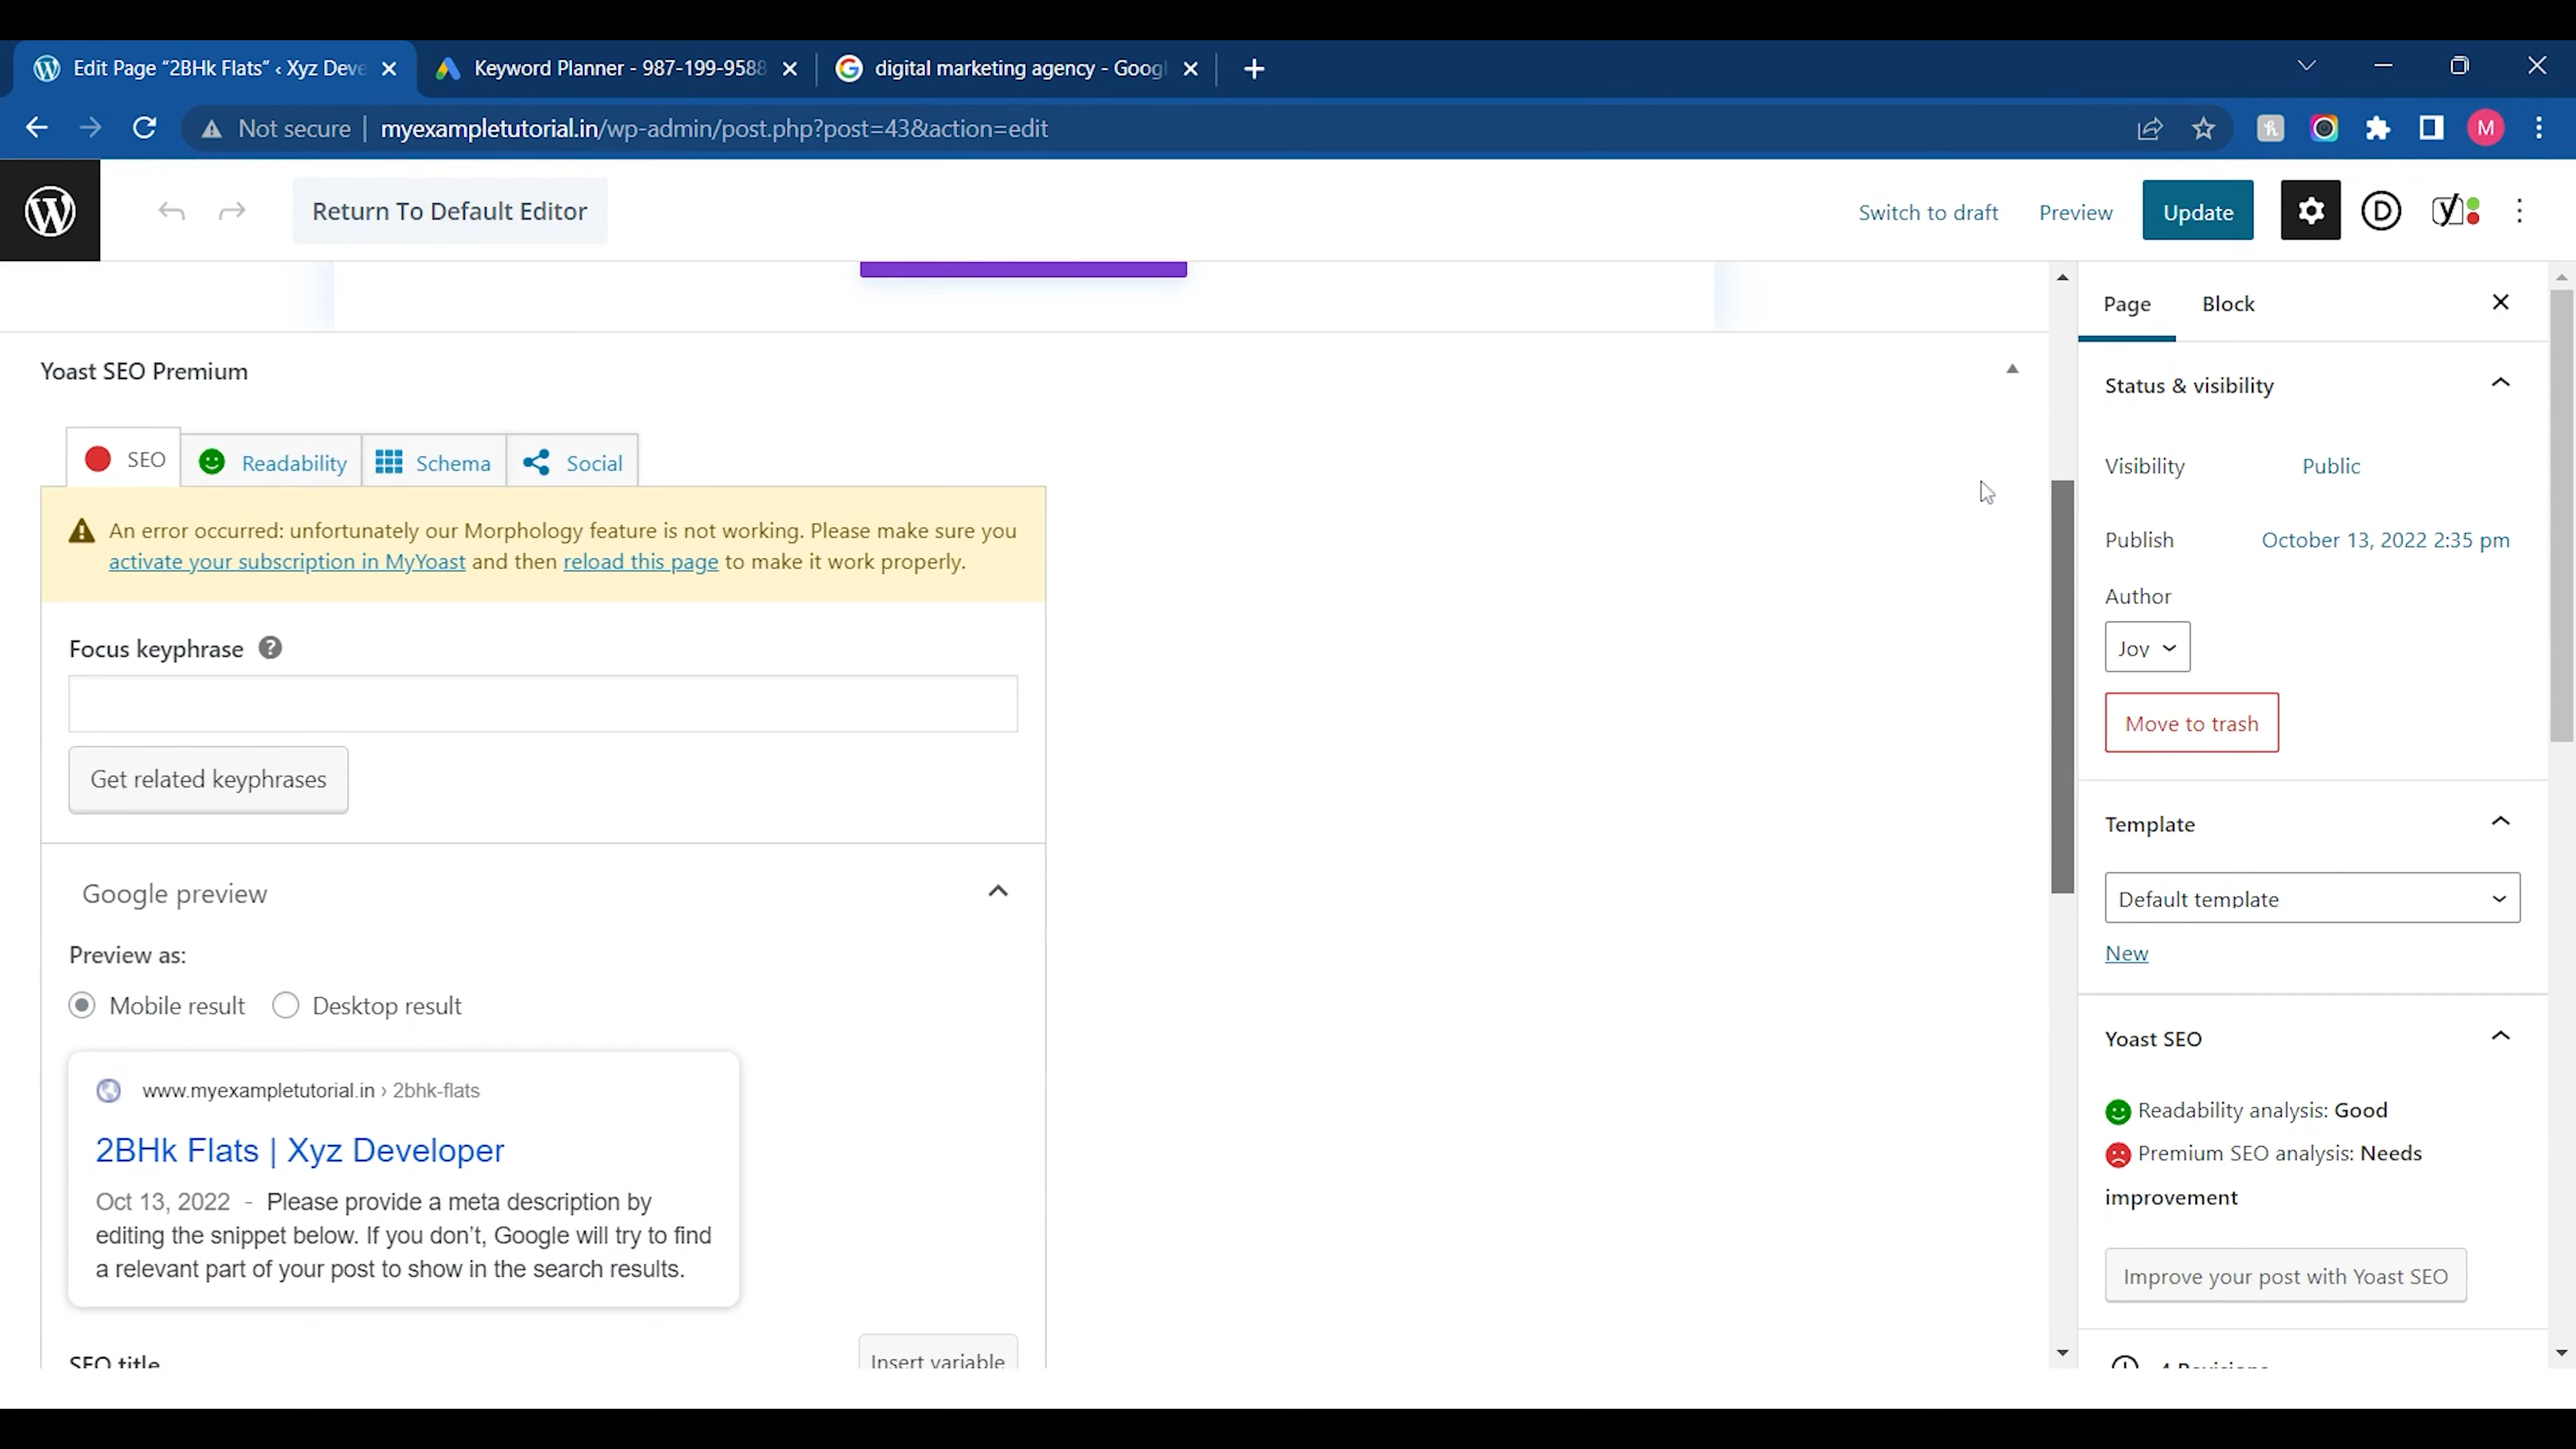 Edit Page “2BHk Flats” ‹ Xyz Deve
Keyword Planner - 987-199-9588
digital marketing agency - Googl
Not secure
myexampletutorial.in/wp-admin/post.php?post=43&action=edit
M
Return To Default Editor
Switch to draft
Preview
Update
Page
Block
Yoast SEO Premium
SEO
Readability
Schema
Social
An error occurred: unfortunately our Morphology feature is not working. Please make sure you
activate your subscription in MyYoast and then reload this page to make it work properly.
Focus keyphrase
Get related keyphrases
Google preview
Preview as:
Mobile result
Desktop result
www.myexampletutorial.in › 2bhk-flats
2BHk Flats | Xyz Developer
Oct 13, 2022 - Please provide a meta description by
editing the snippet below. If you don’t, Google will try to find
a relevant part of your post to show in the search results.
SEO title
Insert variable
Status & visibility
Visibility
Public
Publish
October 13, 2022 2:35 pm
Author
Joy
Move to trash
Template
Default template
New
Yoast SEO
Readability analysis: Good
Premium SEO analysis: Needs
improvement
Improve your post with Yoast SEO
4 Revisions